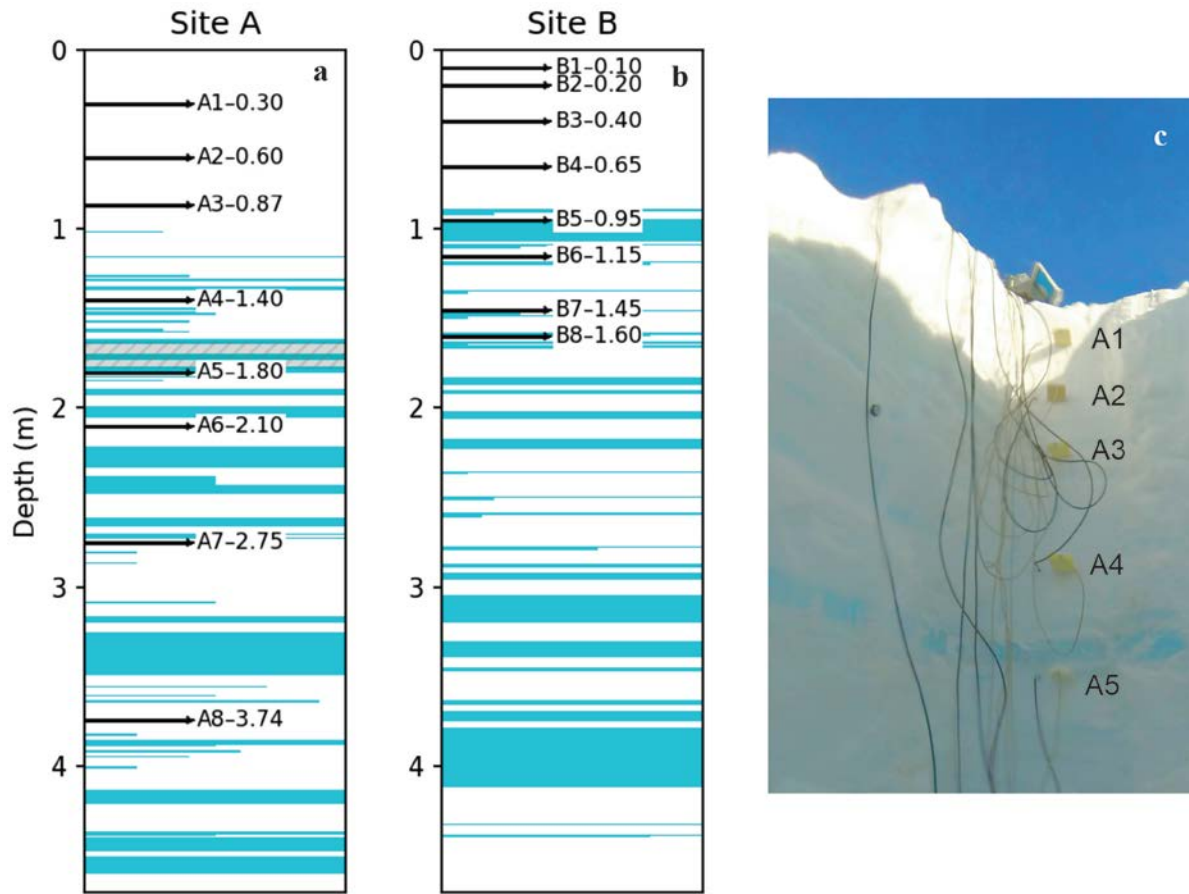 Site A
Site B
a
b
c
Depth (m)
0
1
2
3
4
A1–0.30
A2–0.60
A3–0.87
A4–1.40
A5–1.80
A6–2.10
A7–2.75
A8–3.74
0
1
2
3
4
B1–0.10
B2–0.20
B3–0.40
B4–0.65
B5–0.95
B6–1.15
B7–1.45
B8–1.60
A1
A2
A3
A4
A5